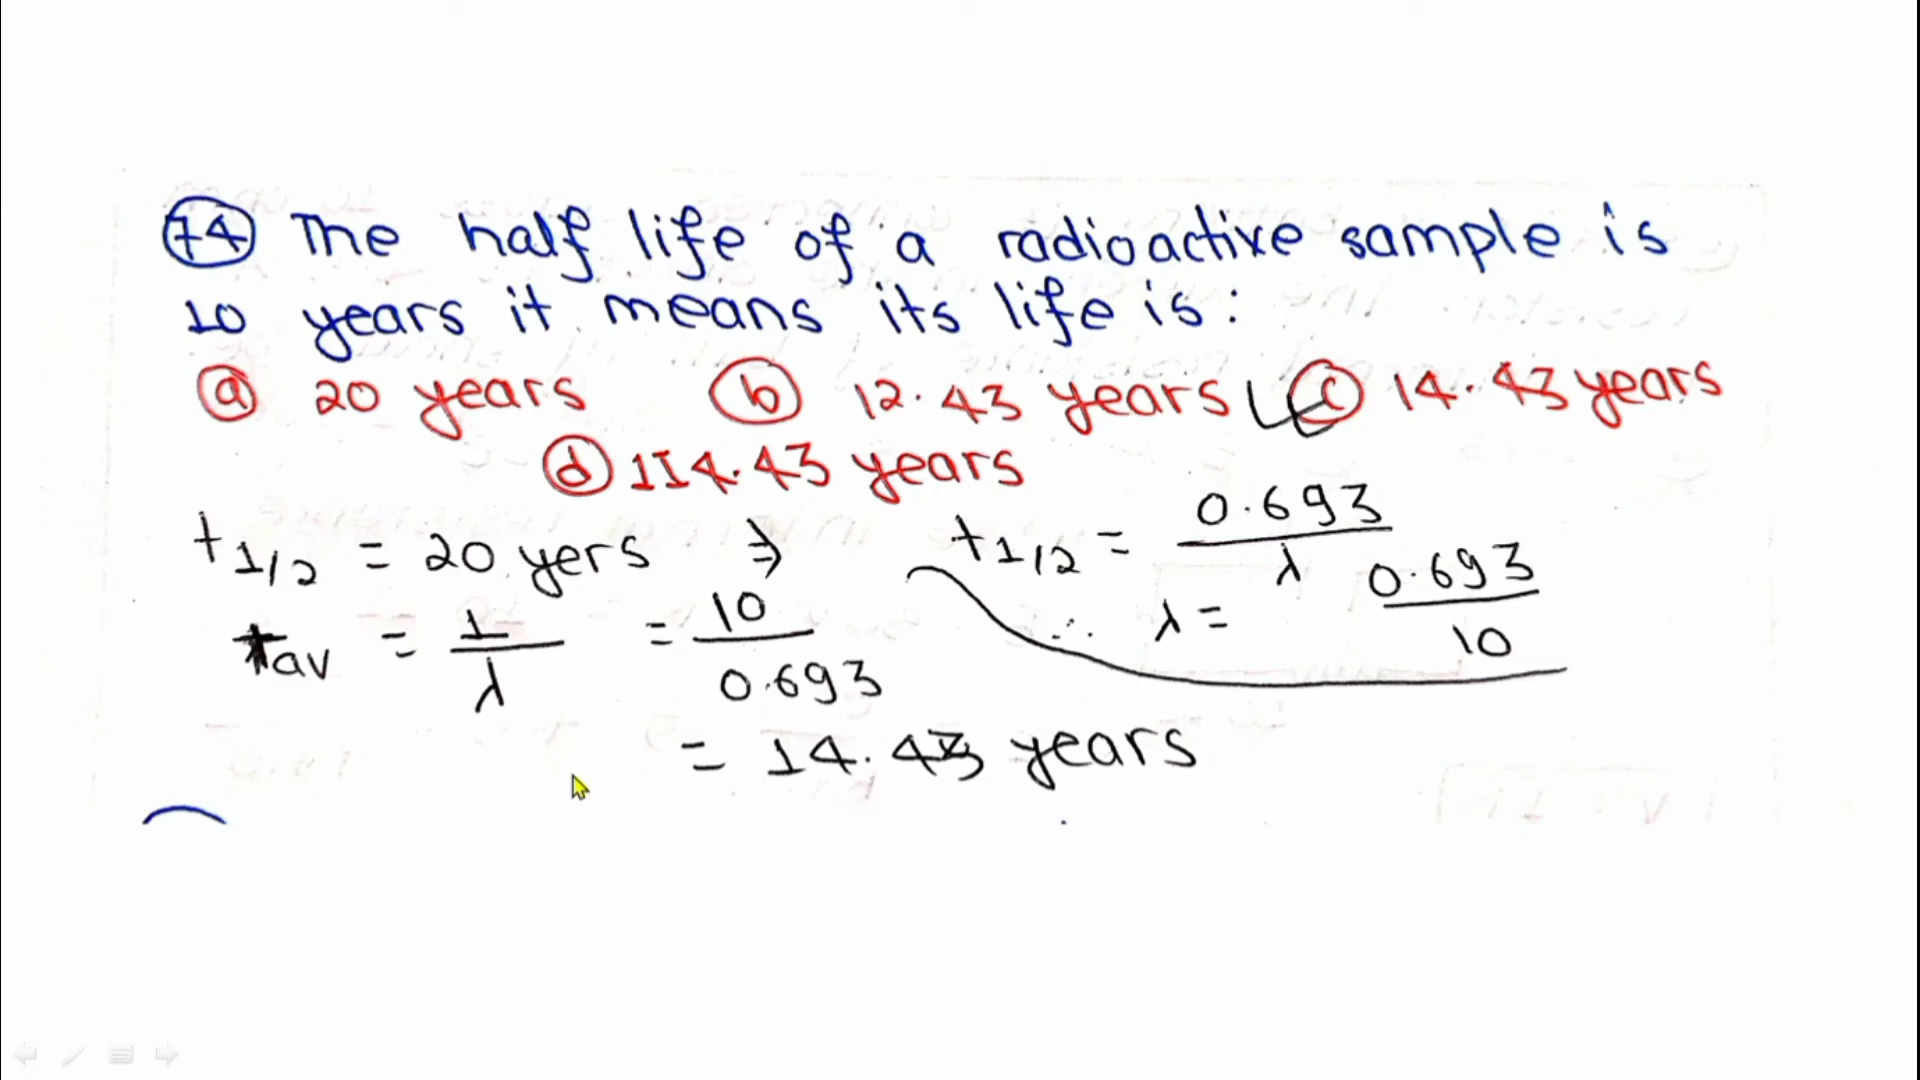 74 The half life of a radioactive sample is
10 years it means its life is:
a 20 years b 12.43 years c 14.43 years
d 114.43 years
t1/2 = 20 yers ⇒ t1/2 = 0.693/λ
tav = 1/λ = 10/0.693 ∴ λ = 0.693/10
= 14.43 years